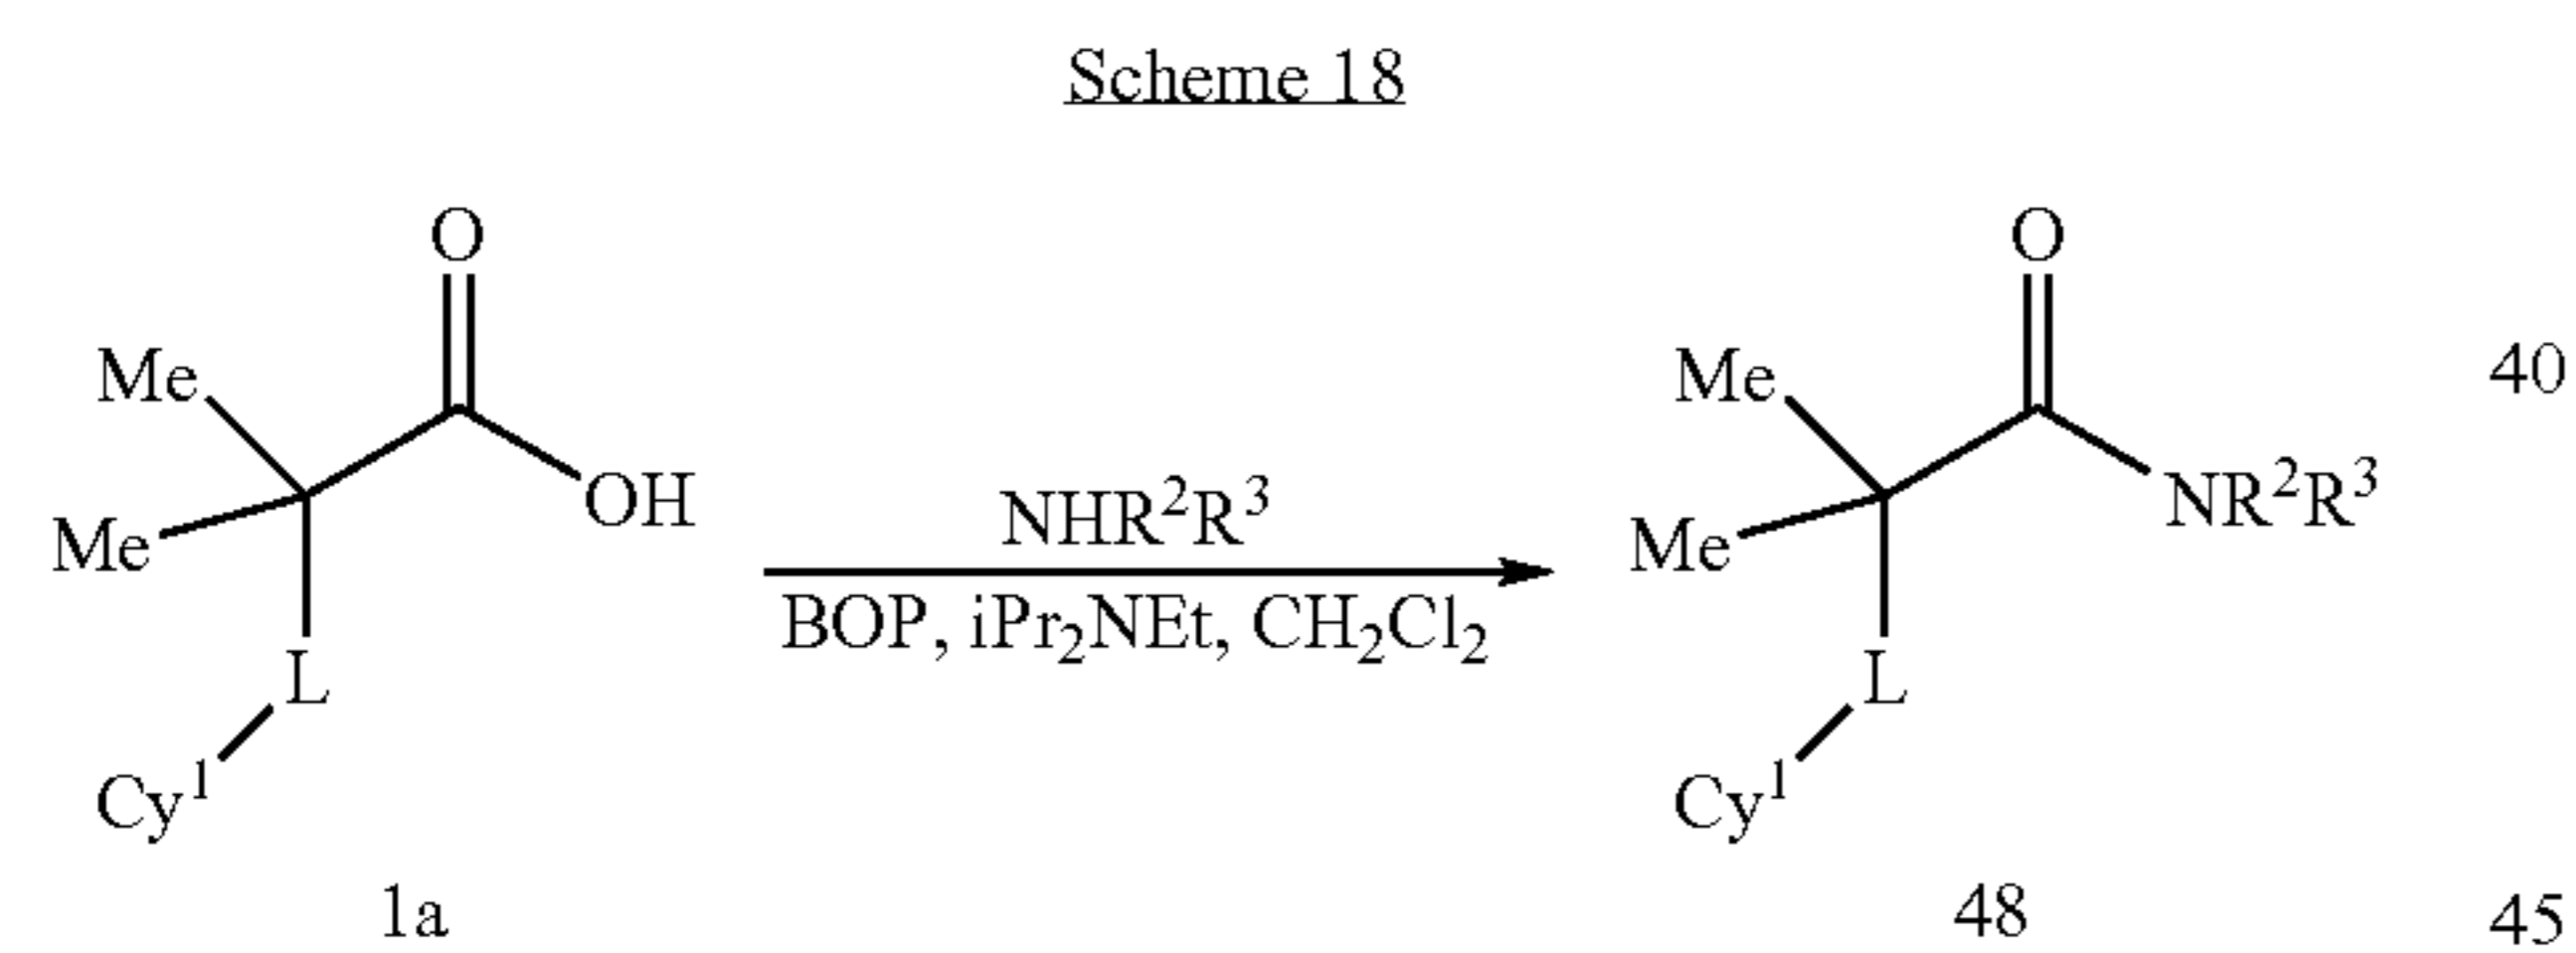 Scheme 18
O
O
Me
Me
40
OH
NHR²R³
NR²R³
Me
Me
BOP, iPr₂NEt, CH₂Cl₂
L
L
Cy¹
Cy¹
1a
48
45